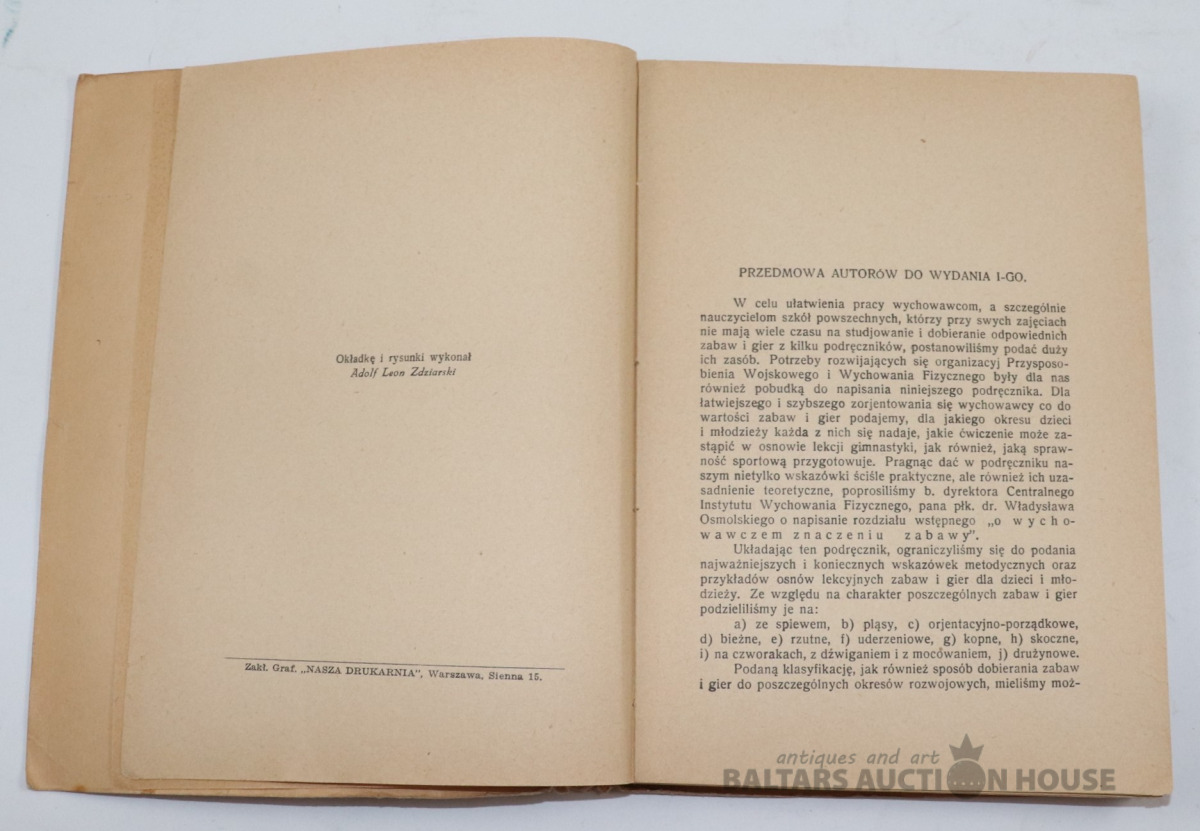 Okładkę i rysunki wykonał
Adolf Leon Zdziarski
Zakł. Graf. „NASZA DRUKARNIA", Warszawa, Sienna 15.
PRZEDMOWA AUTORÓW DO WYDANIA I-GO.
W celu ułatwienia pracy wychowawcom, a szczególnie
nauczycielom szkół powszechnych, którzy przy swych zajęciach
nie mają wiele czasu na studjowanie i dobieranie odpowiednich
zabaw i gier z kilku podręczników, postanowiliśmy podać duży
ich zasób. Potrzeby rozwijających się organizacyj Przysposo-
bienia Wojskowego i Wychowania Fizycznego były dla nas
również pobudką do napisania niniejszego podręcznika. Dla
łatwiejszego i szybszego zorjentowania się wychowawcy co do
wartości zabaw i gier podajemy, dla jakiego okresu dzieci
i młodzieży każda z nich się nadaje, jakie ćwiczenie może za-
stąpić w osnowie lekcji gimnastyki, jak również, jaką spraw-
ność sportową przygotowuje. Pragnąc dać w podręczniku na-
szym nietylko wskazówki ściśle praktyczne, ale również ich uza-
sadnienie teoretyczne, poprosiliśmy b. dyrektora Centralnego
Instytutu Wychowania Fizycznego, pana płk. dr. Władysława
Osmolskiego o napisanie rozdziału wstępnego „o wycho-
wawczem znaczeniu zabawy".
Układając ten podręcznik, ograniczyliśmy się do podania
najważniejszych i koniecznych wskazówek metodycznych oraz
przykładów osnów lekcyjnych zabaw i gier dla dzieci i mło-
dzieży. Ze względu na charakter poszczególnych zabaw i gier
podzieliliśmy je na:
a) ze spiewem, b) pląsy, c) orjentacyjno-porządkowe,
d) bieżne, e) rzutne, f) uderzeniowe, g) kopne, h) skoczne,
i) na czworakach, z dźwiganiem i z mocówaniem, j) drużynowe.
Podaną klasyfikację, jak również sposób dobierania zabaw
i gier do poszczególnych okresów rozwojowych, mieliśmy moż-
antiques and art
BALTARS AUCTION HOUSE